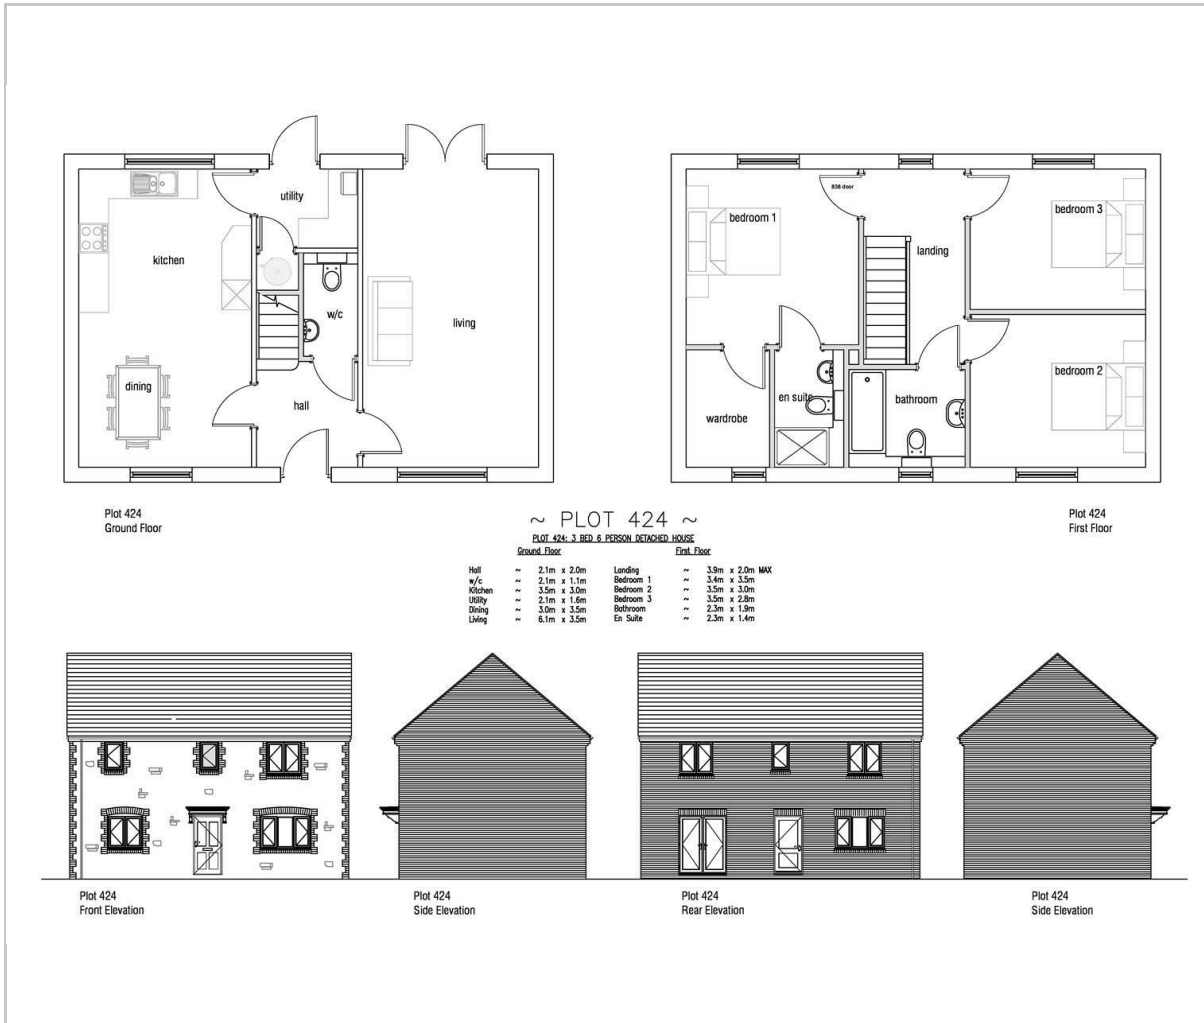 utility
kitchen
w/c
living
dining
hall
Plot 424
Ground Floor
838 door
bedroom 1
bedroom 3
landing
bedroom 2
en suite
bathroom
wardrobe
Plot 424
First Floor
~ PLOT 424 ~
PLOT 424: 3 BED 6 PERSON DETACHED HOUSE
Ground Floor First Floor
Hall ~ 2.1m x 2.0m Landing ~ 3.9m x 2.0m MAX
w/c ~ 2.1m x 1.1m Bedroom 1 ~ 3.4m x 3.5m
Kitchen ~ 3.5m x 3.0m Bedroom 2 ~ 3.5m x 3.0m
Utility ~ 2.1m x 1.6m Bedroom 3 ~ 3.5m x 2.8m
Dining ~ 3.0m x 3.5m Bathroom ~ 2.3m x 1.9m
Living ~ 6.1m x 3.5m En Suite ~ 2.3m x 1.4m
Plot 424
Front Elevation
Plot 424
Side Elevation
Plot 424
Rear Elevation
Plot 424
Side Elevation